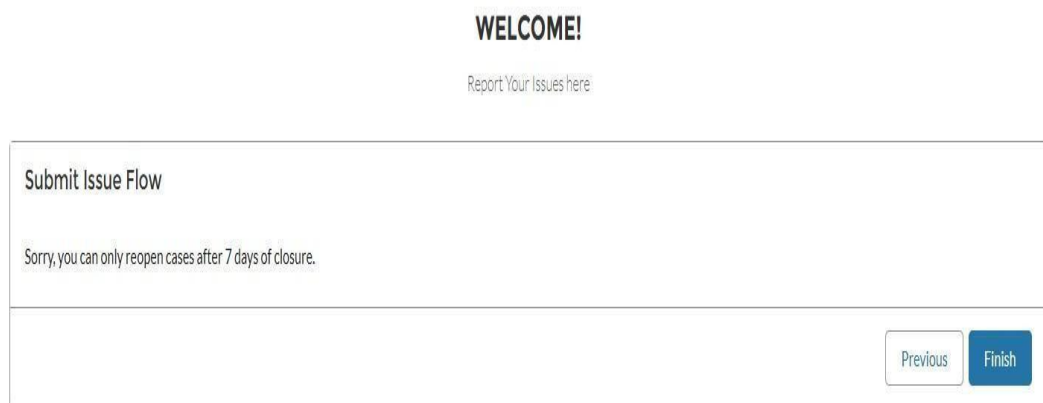 WELCOME!
Report Your Issues here
Submit Issue Flow
Sorry, you can only reopen cases after 7 days of closure.
Previous
Finish